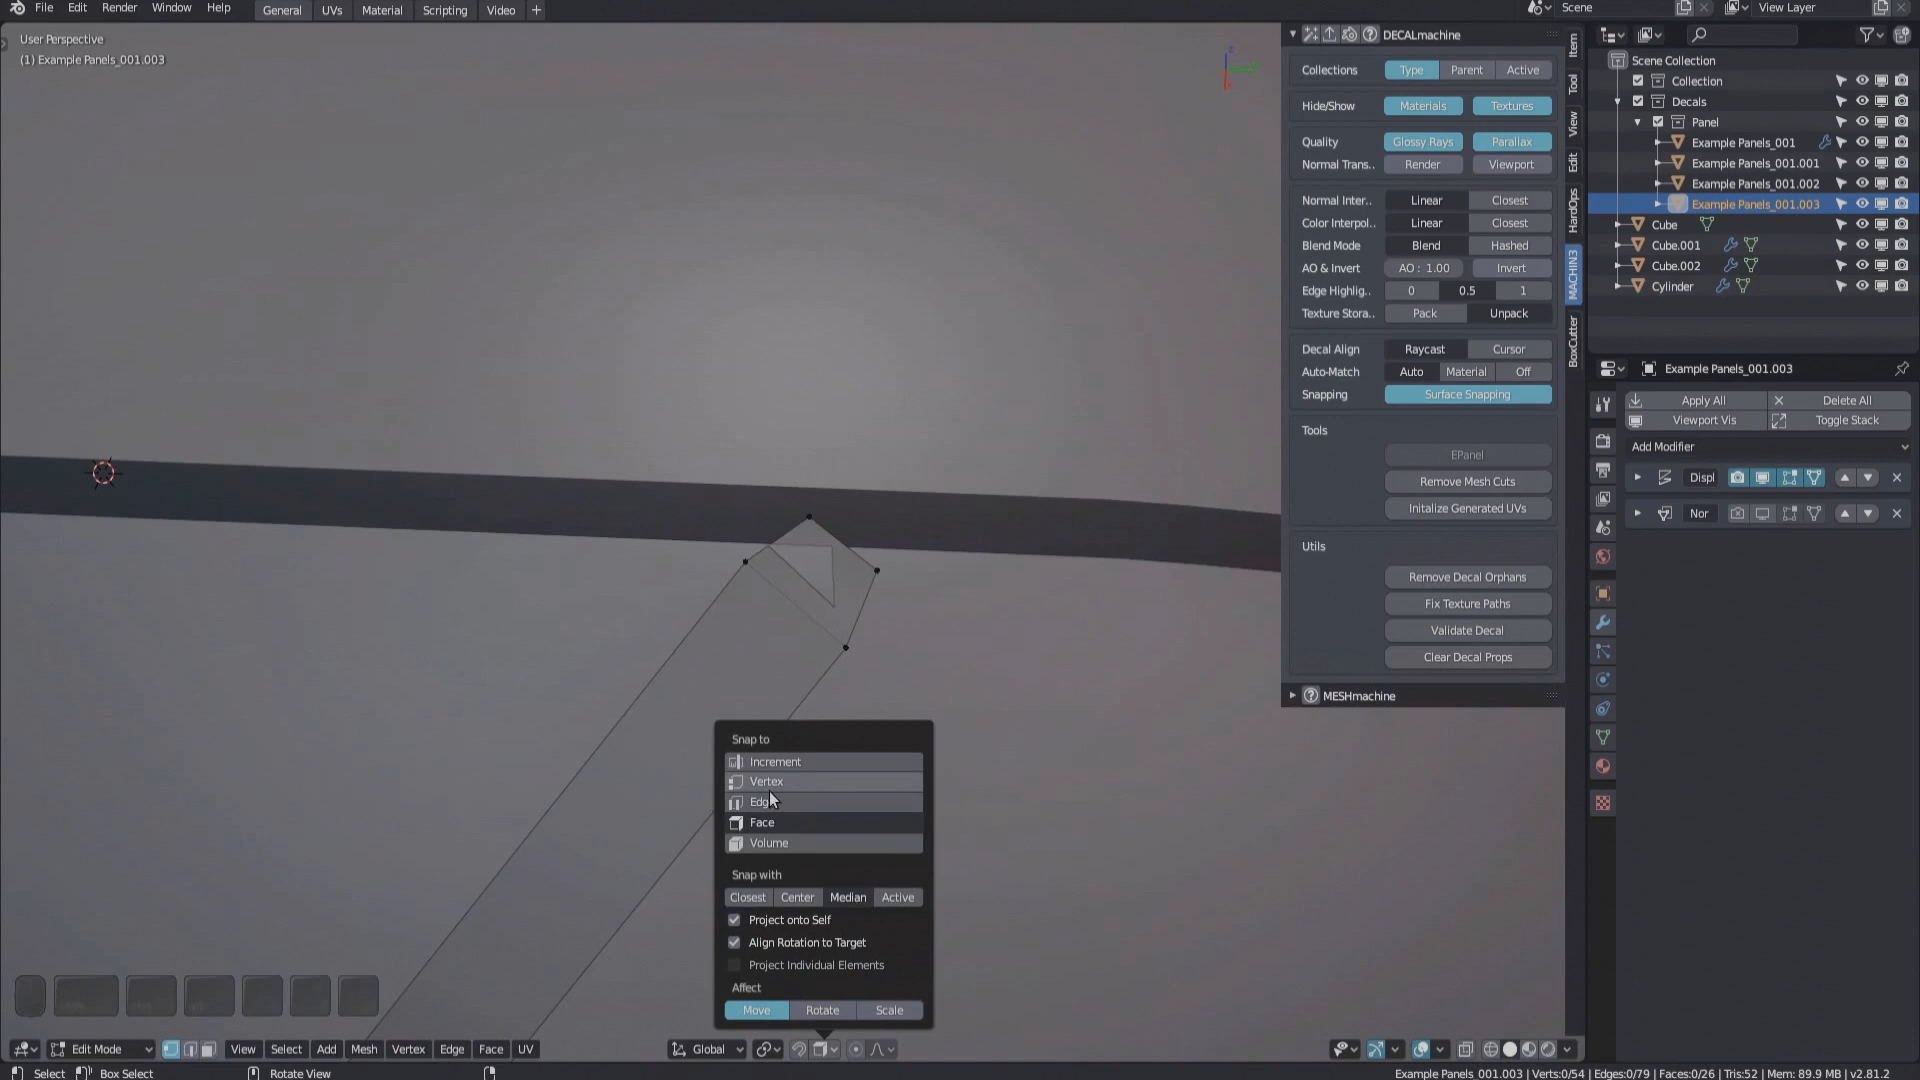 File Edit Render Window Help General UVs Material Scripting Video + Scene View Layer
User Perspective
(1) Example Panels_001.003
DECALmachine
Collections Type Parent Active
Hide/Show Materials Textures
Quality Glossy Rays Parallax
Normal Trans.. Render Viewport
Normal Inter.. Linear Closest
Color Interpol.. Linear Closest
Blend Mode Blend Hashed
AO & Invert AO : 1.00 Invert
Edge Highlig.. 0 0.5 1
Texture Stora.. Pack Unpack
Decal Align Raycast Cursor
Auto-Match Auto Material Off
Snapping Surface Snapping
Tools
EPanel
Remove Mesh Cuts
Initalize Generated UVs
Utils
Remove Decal Orphans
Fix Texture Paths
Validate Decal
Clear Decal Props
MESHmachine
Item
Tool
View
Edit
HardOps
MACHIN3
BoxCutter
Scene Collection
Collection
Decals
Panel
Example Panels_001
Example Panels_001.001
Example Panels_001.002
Example Panels_001.003
Cube
Cube.001
Cube.002
Cylinder
Example Panels_001.003
Apply All Delete All
Viewport Vis Toggle Stack
Add Modifier
Displ
Nor
Snap to
Increment
Vertex
Edge
Face
Volume
Snap with
Closest Center Median Active
Project onto Self
Align Rotation to Target
Project Individual Elements
Affect
Move Rotate Scale
Edit Mode View Select Add Mesh Vertex Edge Face UV Global
Select Box Select Rotate View Example Panels_001.003 | Verts:0/54 | Edges:0/79 | Faces:0/26 | Tris:52 | Mem: 89.9 MB | v2.81.2